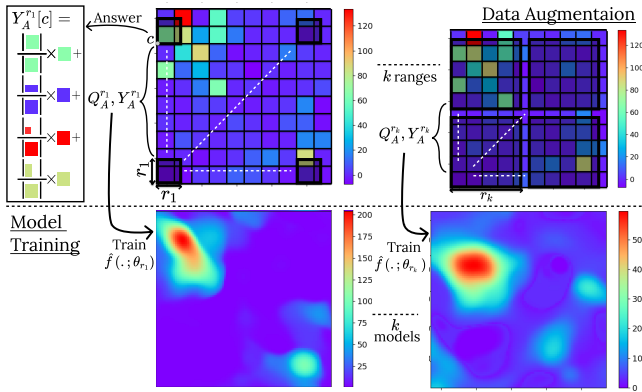 Y_A^{r_1}[c] =
Answer
Data Augmentaion
× +
× +
× +
×
c
Q_A^{r_1}, Y_A^{r_1}
r_1
r_1
120
100
80
60
40
20
0
k ranges
Q_A^{r_k}, Y_A^{r_k}
r_k
120
100
80
60
40
20
0
Model
Training
Train
f̂(.; θ_{r_1})
200
175
150
125
100
75
50
25
0
k
models
Train
f̂(.; θ_{r_k})
50
40
30
20
10
0